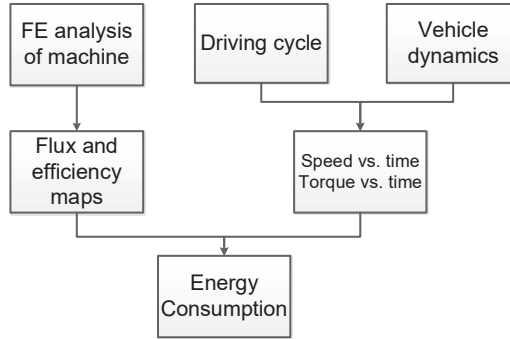 FE analysis
of machine
Driving cycle
Vehicle
dynamics
Flux and
efficiency
maps
Speed vs. time
Torque vs. time
Energy
Consumption